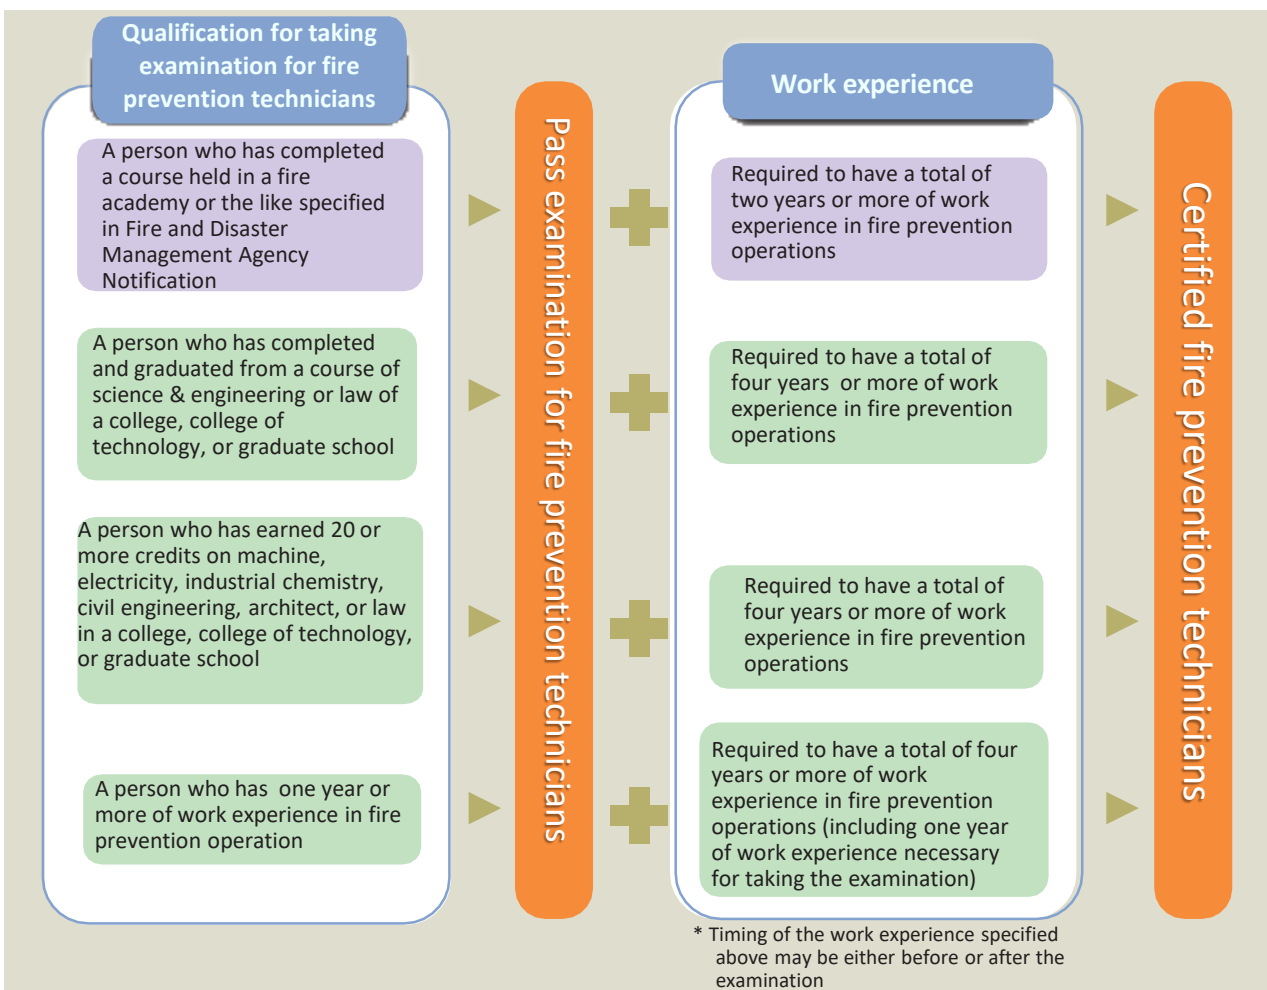 Qualification for taking
examination for fire
prevention technicians
A person who has completed
a course held in a fire
academy or the like specified
in Fire and Disaster
Management Agency
Notification
A person who has completed
and graduated from a course of
science & engineering or law of
a college, college of
technology, or graduate school
A person who has earned 20 or
more credits on machine,
electricity, industrial chemistry,
civil engineering, architect, or law
in a college, college of technology,
or graduate school
A person who has one year or
more of work experience in fire
prevention operation
Pass examination for fire prevention technicians
Work experience
Required to have a total of
two years or more of work
experience in fire prevention
operations
Required to have a total of
four years or more of work
experience in fire prevention
operations
Required to have a total of
four years or more of work
experience in fire prevention
operations
Required to have a total of four
years or more of work
experience in fire prevention
operations (including one year
of work experience necessary
for taking the examination)
* Timing of the work experience specified
above may be either before or after the
examination
Certified fire prevention technicians